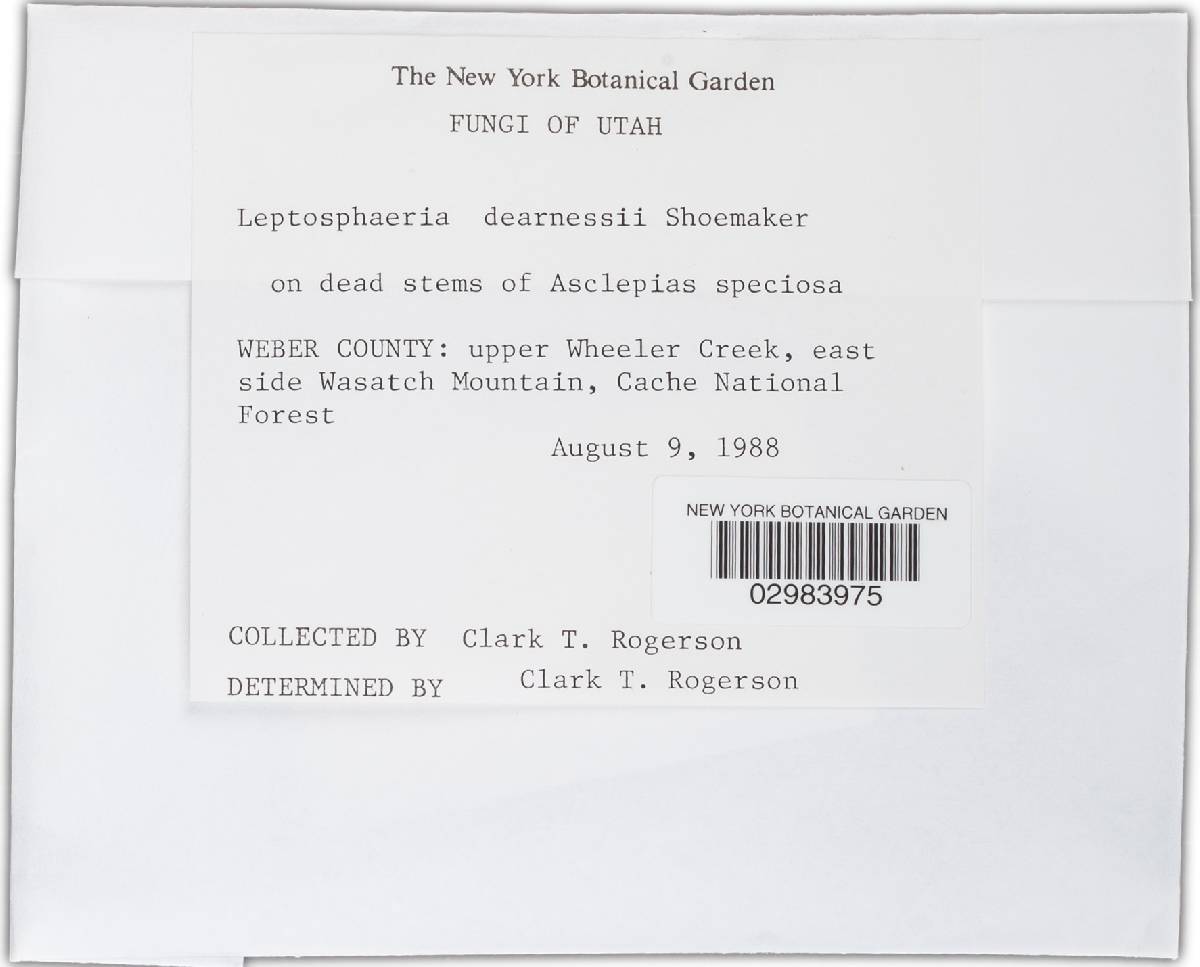 The New York Botanical Garden
FUNGI OF UTAH
Leptosphaeria dearnessii Shoemaker
on dead stems of Asclepias speciosa
WEBER COUNTY: upper Wheeler Creek, east
side Wasatch Mountain, Cache National
Forest
August 9, 1988
NEW YORK BOTANICAL GARDEN
02983975
COLLECTED BY Clark T. Rogerson
DETERMINED BY Clark T. Rogerson